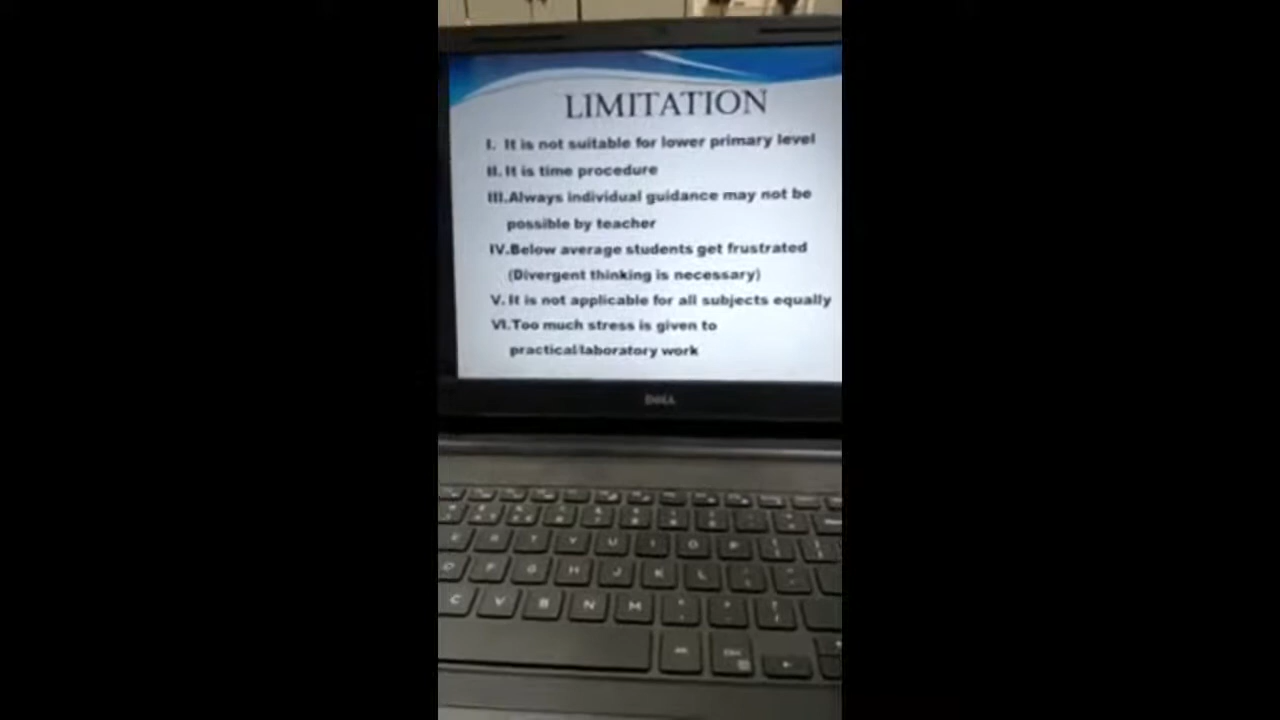 LIMITATION
I. It is not suitable for lower primary level
II. It is time procedure
III.Always individual guidance may not be
possible by teacher
IV.Below average students get frustrated
(Divergent thinking is necessary)
V. It is not applicable for all subjects equally
VI.Too much stress is given to
practical/laboratory work
DELL
E R T Y U I O P
D F G H J K L
C V B N M